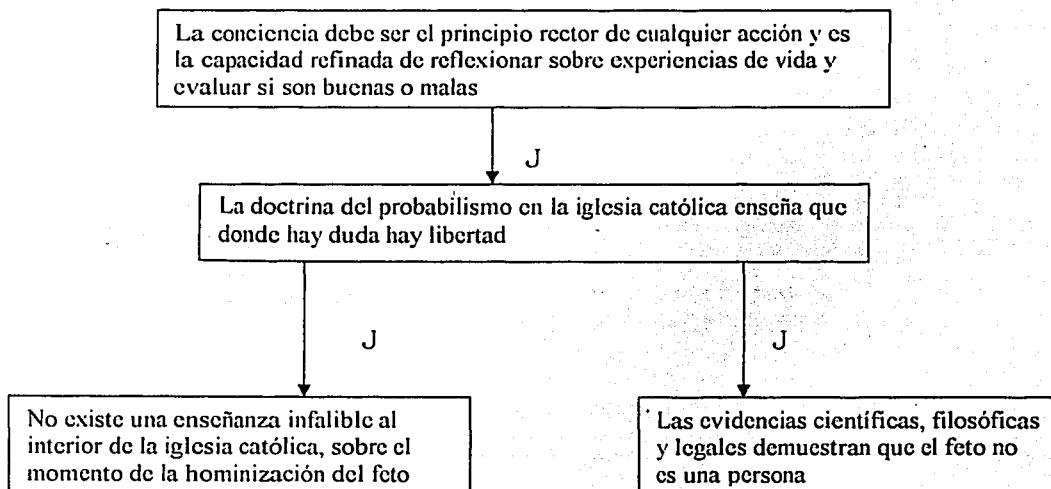 La conciencia debe ser el principio rector de cualquier acción y es
la capacidad refinada de reflexionar sobre experiencias de vida y
evaluar si son buenas o malas
J
La doctrina del probabilismo en la iglesia católica enseña que
donde hay duda hay libertad
J
J
No existe una enseñanza infalible al
interior de la iglesia católica, sobre el
momento de la hominización del feto
Las evidencias científicas, filosóficas
y legales demuestran que el feto no
es una persona